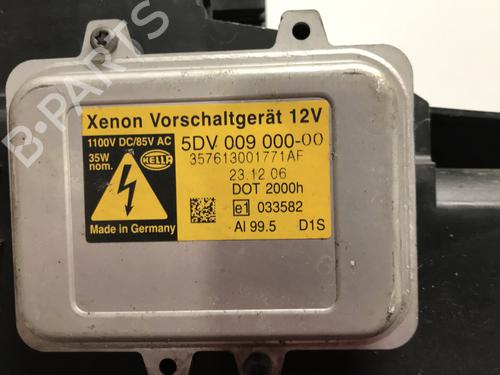 Xenon Vorschaltgerät 12V
1100V DC/85V AC
35W
nom.
HELLA
5DV 009 000-00
357613001771AF
23.12 06
DOT 2000h
e1 033582
Made in Germany
Al 99.5 D1S
B-PARTS